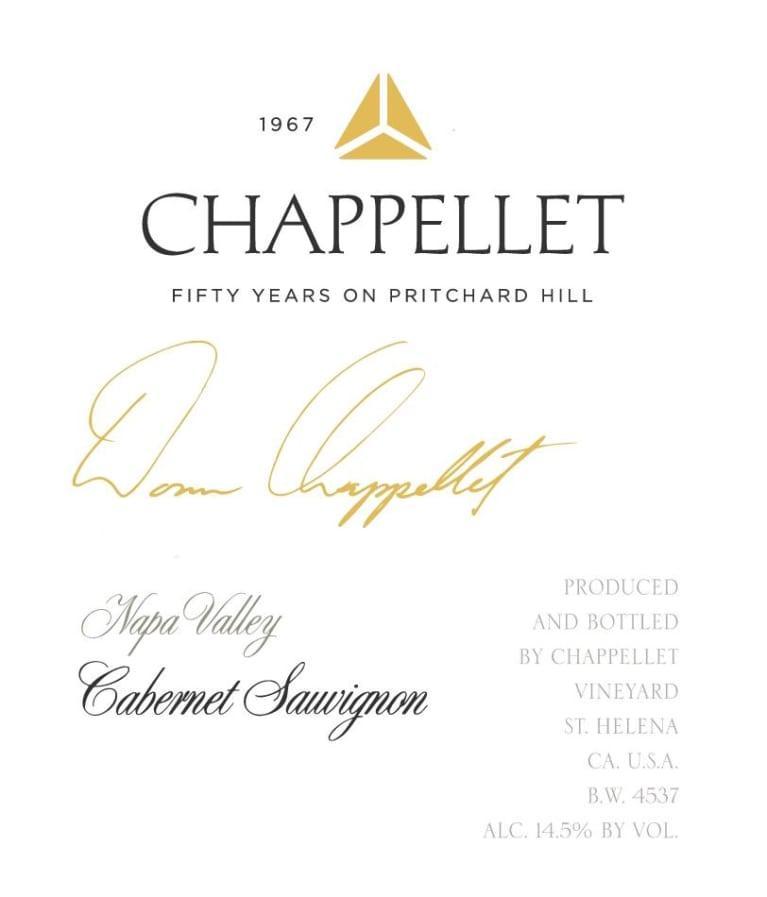 1967
CHAPPELLET
FIFTY YEARS ON PRITCHARD HILL
Donn Chappellet
Napa Valley
Cabernet Sauvignon
PRODUCED
AND BOTTLED
BY CHAPPELLET
VINEYARD
ST. HELENA
CA. U.S.A.
B.W. 4537
ALC. 14.5% BY VOL.